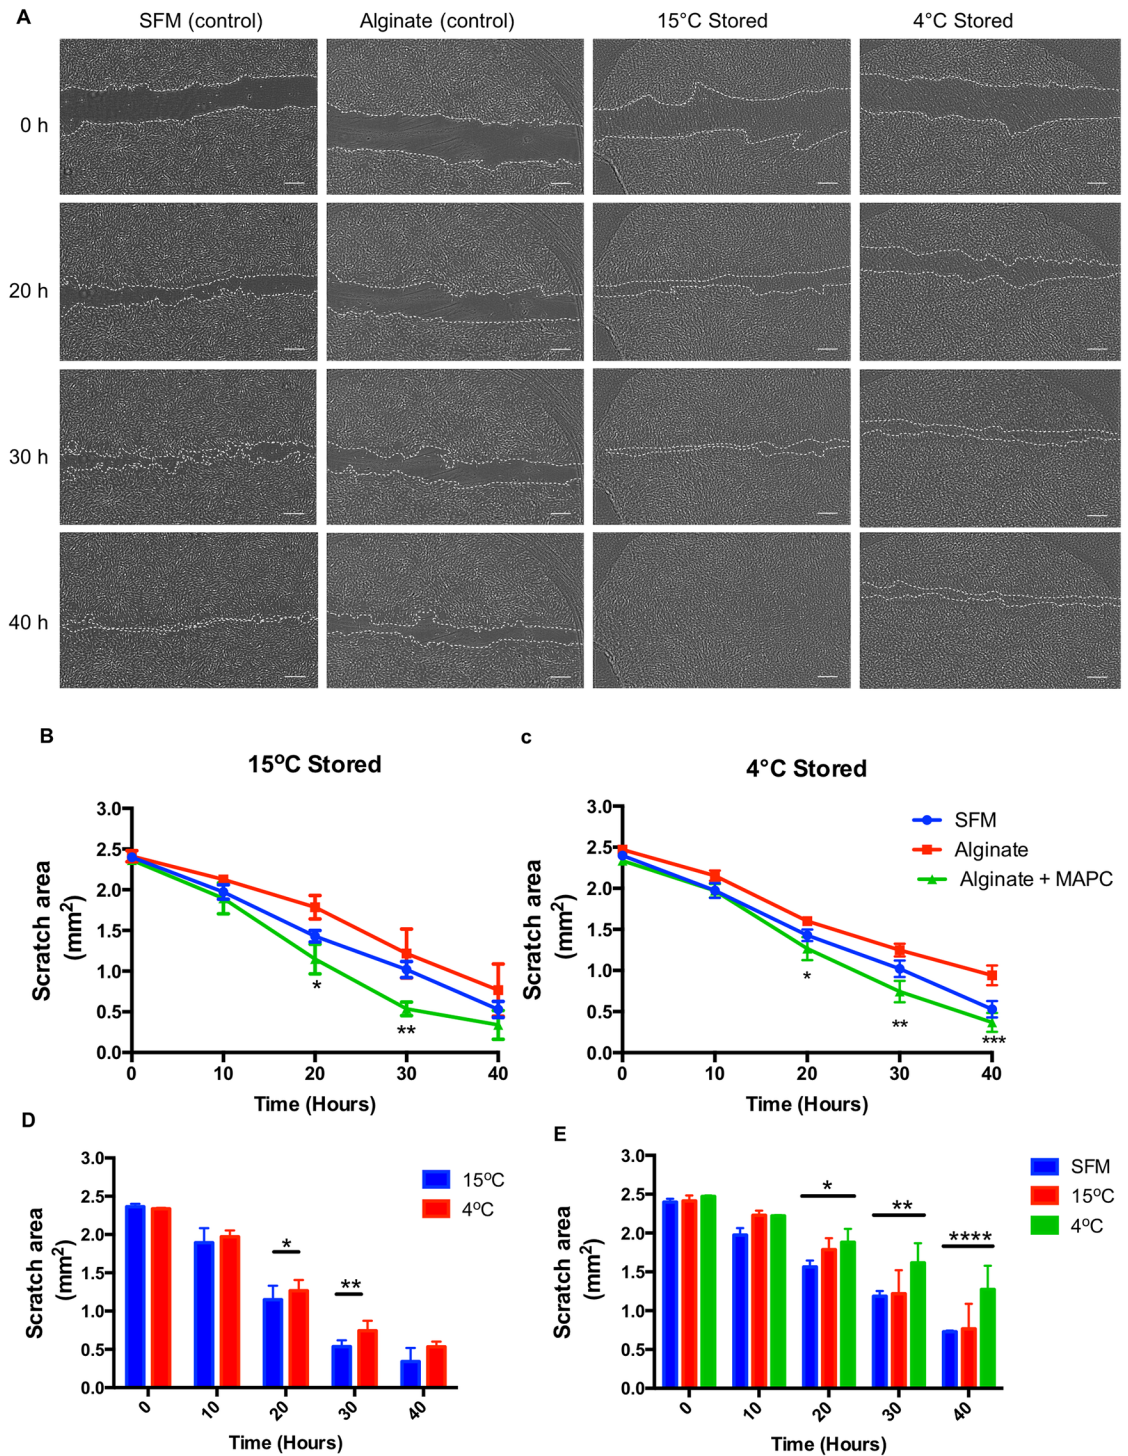 A
SFM (control) Alginate (control) 15°C Stored 4°C Stored
0 h
20 h
30 h
40 h
B
15°C Stored
3.0
2.5
2.0
1.5
1.0
0.5
0.0
Scratch area
(mm²)
* **
0 10 20 30 40
Time (Hours)
c
4°C Stored
SFM
Alginate
Alginate + MAPC
3.0
2.5
2.0
1.5
1.0
0.5
0.0
Scratch area
(mm²)
* ** ***
0 10 20 30 40
Time (Hours)
D
15°C
4°C
3.0
2.5
2.0
1.5
1.0
0.5
0.0
Scratch area
(mm²)
* **
0 10 20 30 40
Time (Hours)
E
SFM
15°C
4°C
3.0
2.5
2.0
1.5
1.0
0.5
0.0
Scratch area
(mm²)
* ** ****
0 10 20 30 40
Time (Hours)